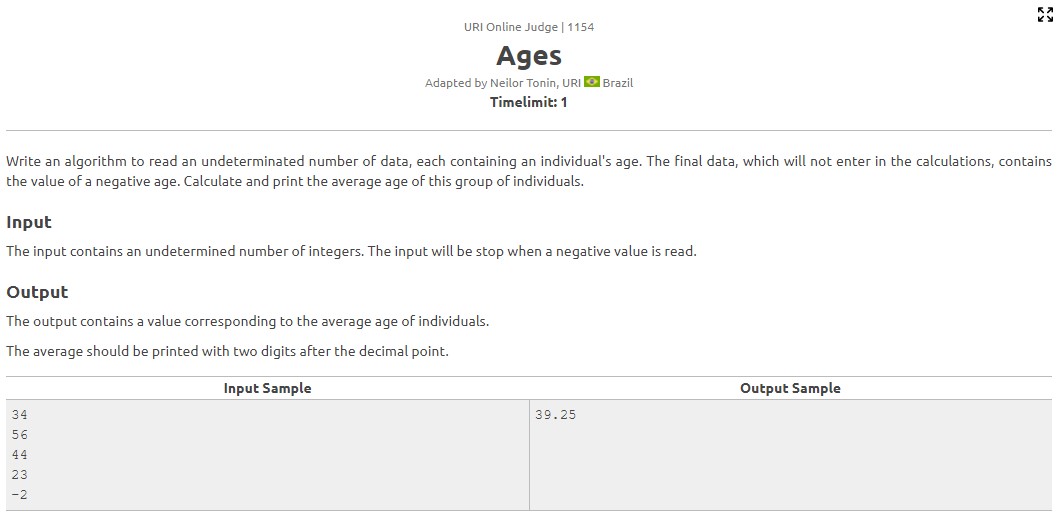 URI Online Judge | 1154
Ages
Adapted by Neilor Tonin, URI Brazil
Timelimit: 1
Write an algorithm to read an undeterminated number of data, each containing an individual's age. The final data, which will not enter in the calculations, contains
the value of a negative age. Calculate and print the average age of this group of individuals.
Input
The input contains an undetermined number of integers. The input will be stop when a negative value is read.
Output
The output contains a value corresponding to the average age of individuals.
The average should be printed with two digits after the decimal point.
Input Sample
Output Sample
34
56
44
23
-2
39.25